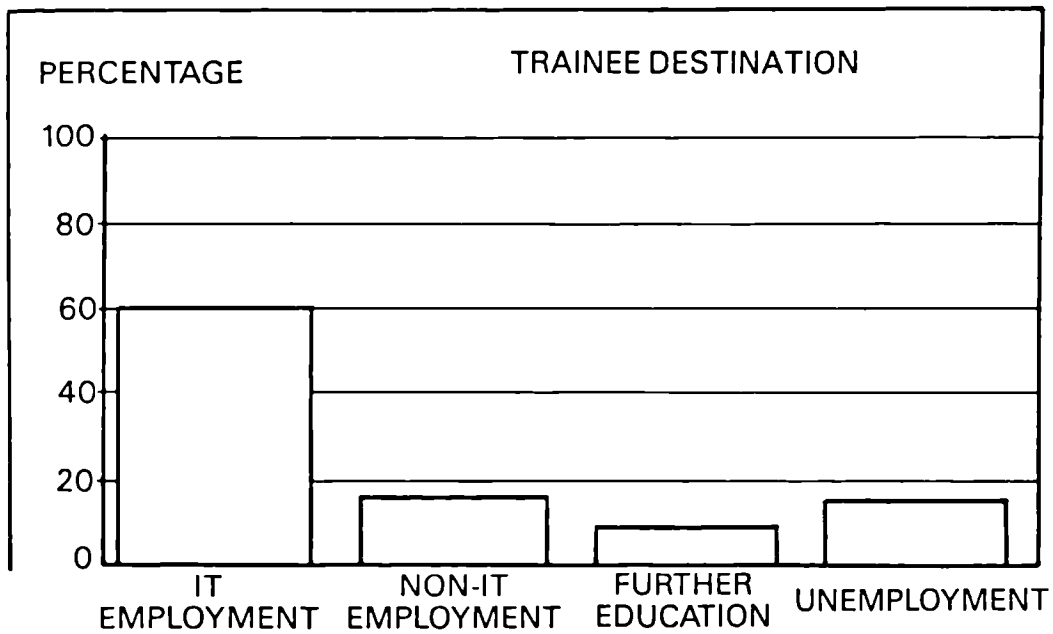 PERCENTAGE
TRAINEE DESTINATION
100
80
60
40
20
0
IT
EMPLOYMENT
NON-IT
EMPLOYMENT
FURTHER
EDUCATION
UNEMPLOYMENT